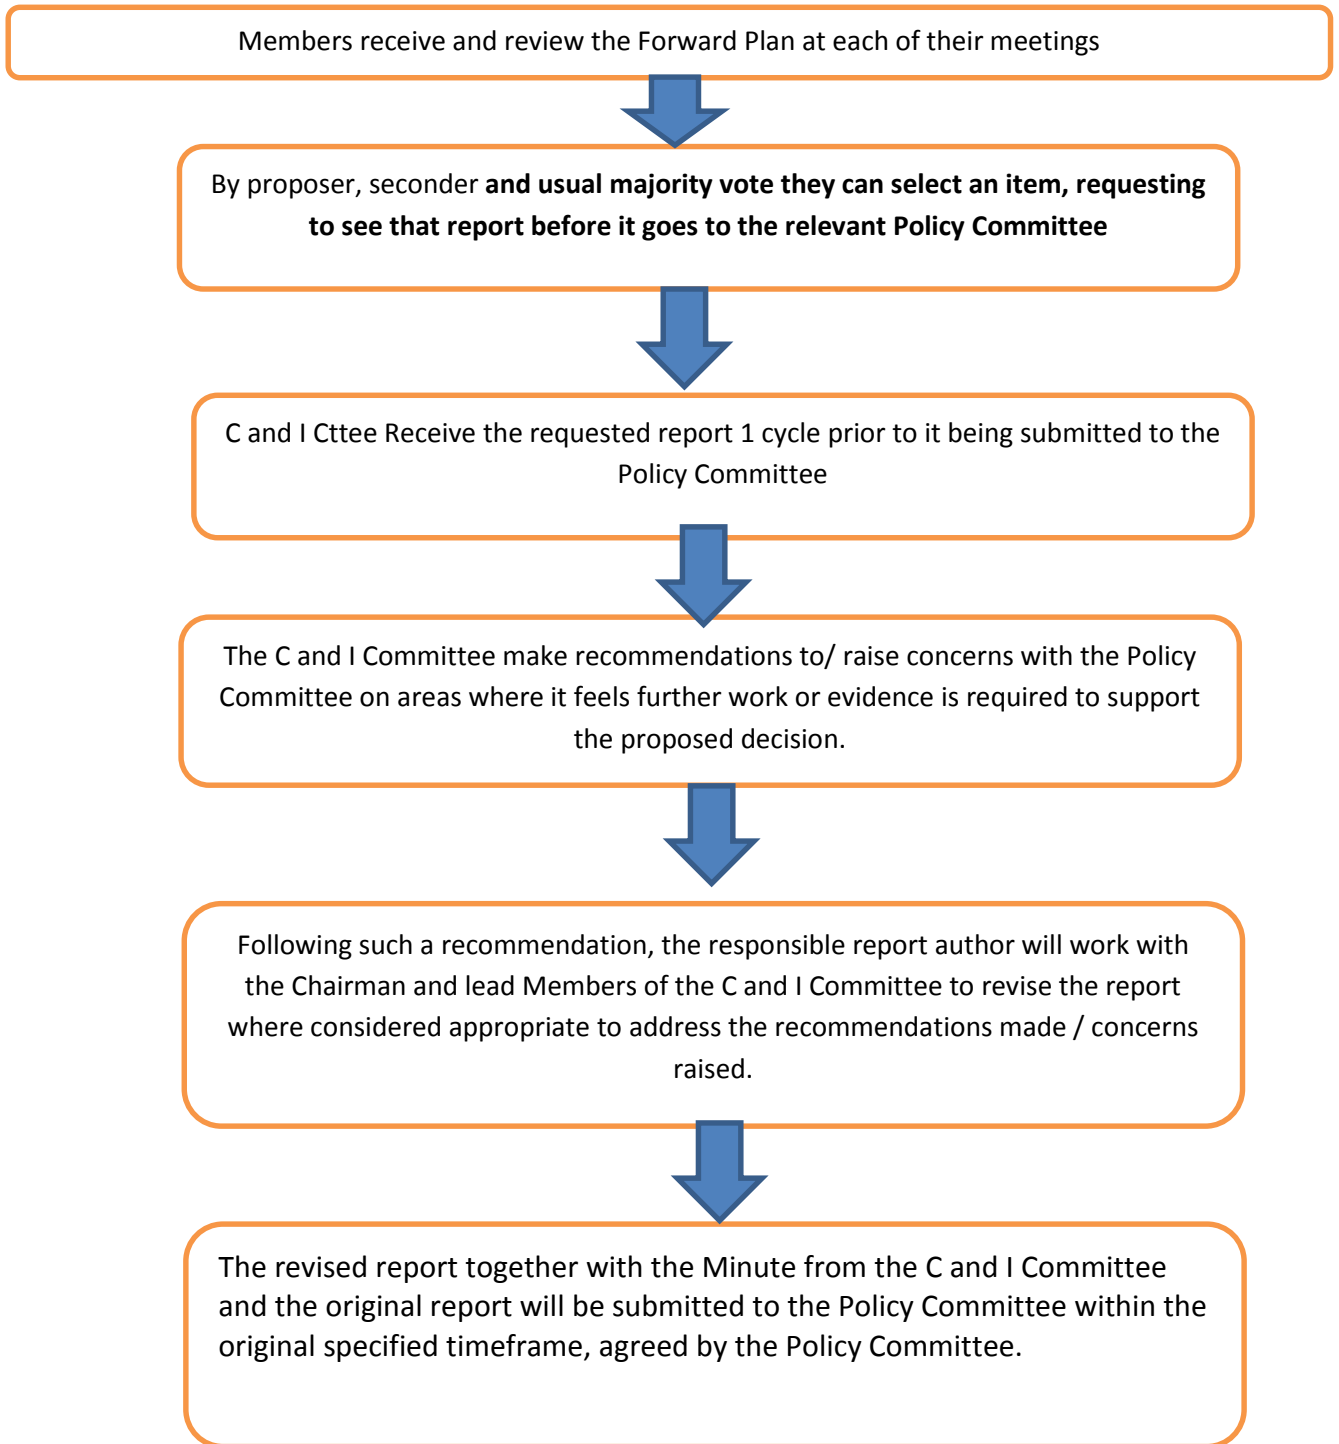 Members receive and review the Forward Plan at each of their meetings
By proposer, seconder and usual majority vote they can select an item, requesting
to see that report before it goes to the relevant Policy Committee
C and I Cttee Receive the requested report 1 cycle prior to it being submitted to the
Policy Committee
The C and I Committee make recommendations to/ raise concerns with the Policy
Committee on areas where it feels further work or evidence is required to support
the proposed decision.
Following such a recommendation, the responsible report author will work with
the Chairman and lead Members of the C and I Committee to revise the report
where considered appropriate to address the recommendations made / concerns
raised.
The revised report together with the Minute from the C and I Committee
and the original report will be submitted to the Policy Committee within the
original specified timeframe, agreed by the Policy Committee.